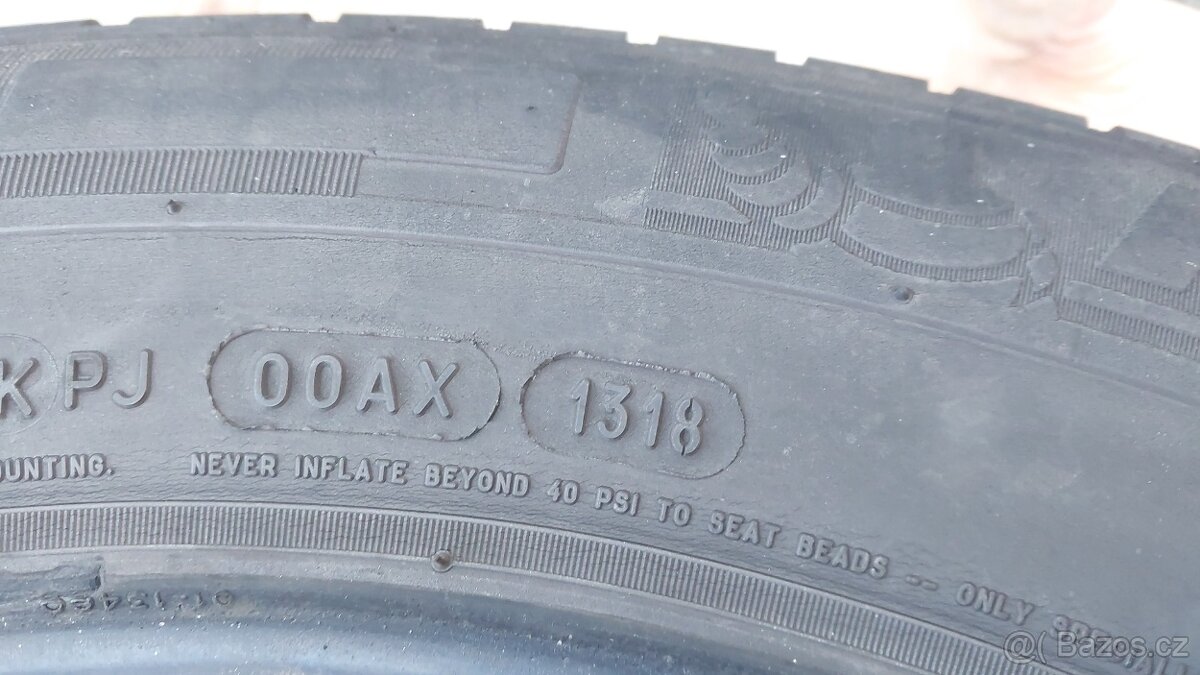 KPJ 00AX 1318
OUNTING. NEVER INFLATE BEYOND 40 PSI TO SEAT BEADS -- ONLY
Bazos.cz